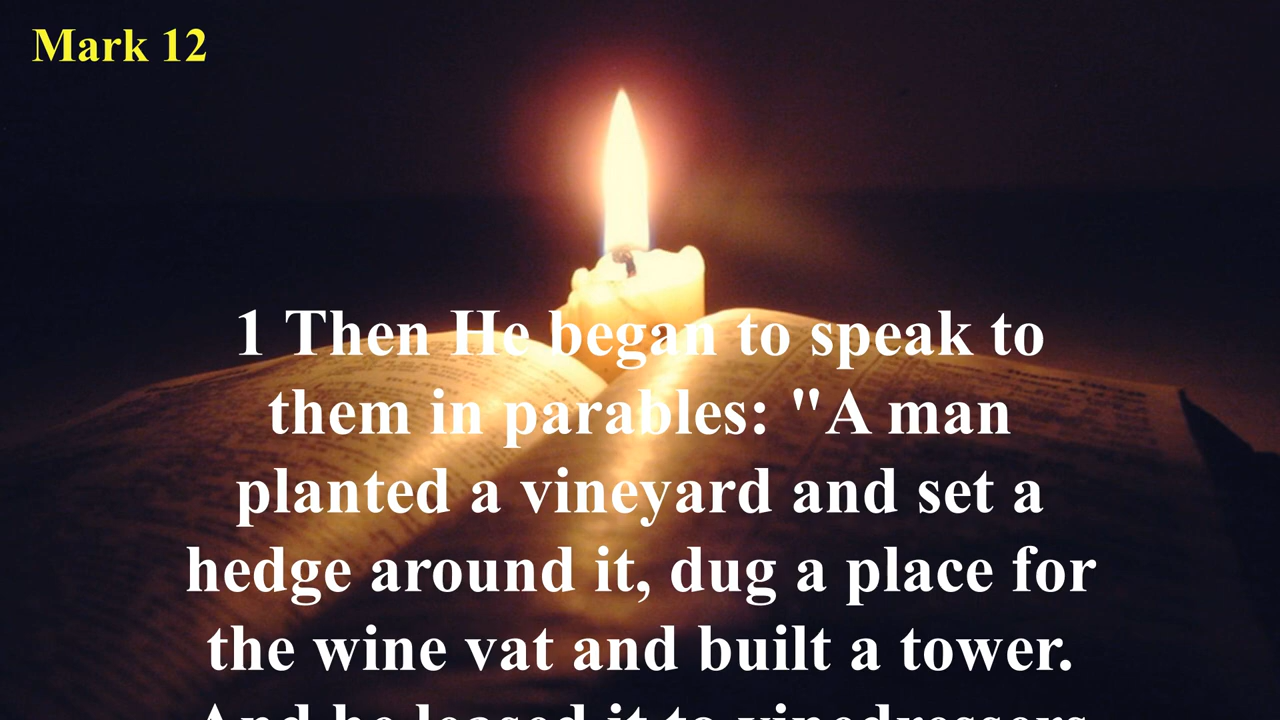 Mark 12
1 Then He began to speak to
them in parables: "A man
planted a vineyard and set a
hedge around it, dug a place for
the wine vat and built a tower.
And he leased it to vinedressers